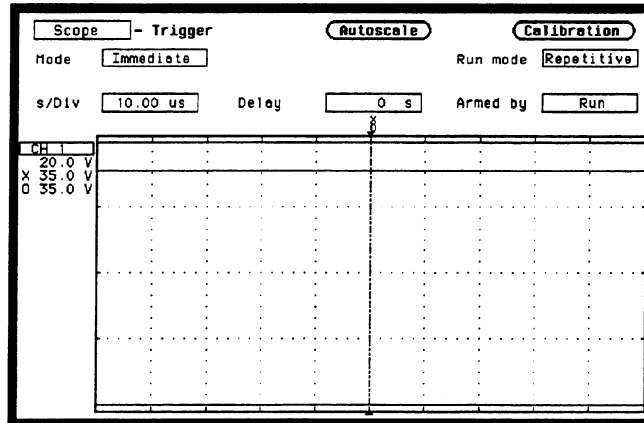 Scope - Trigger Autoscale Calibration
Mode Immediate Run mode Repetitive
s/Div 10.00 us Delay 0 s Armed by Run
X
O
CH 1
20.0 V
X 35.0 V
O 35.0 V